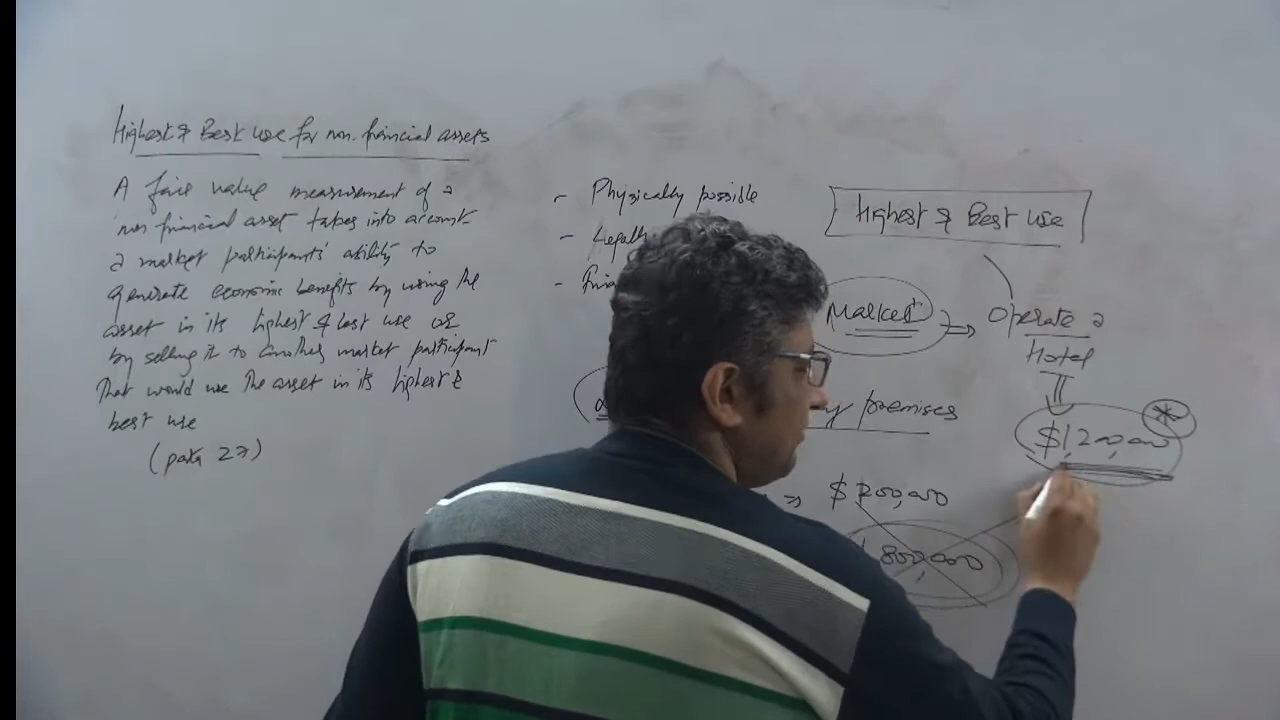 Highest & Best use for non. financial assets
A fair value measurement of a
non financial asset takes into account
a market participants ability to
generate economic benefits by using the
asset in its highest & best use or
by selling it to another market participant
That would use the asset in its highest &
best use
(para 27)
- Physically possible
- Legally
-
Highest & Best use
Market ⇒ Operate a
Hotel
$1,200,000 *
premises
⇒ $ 200,000
800,000